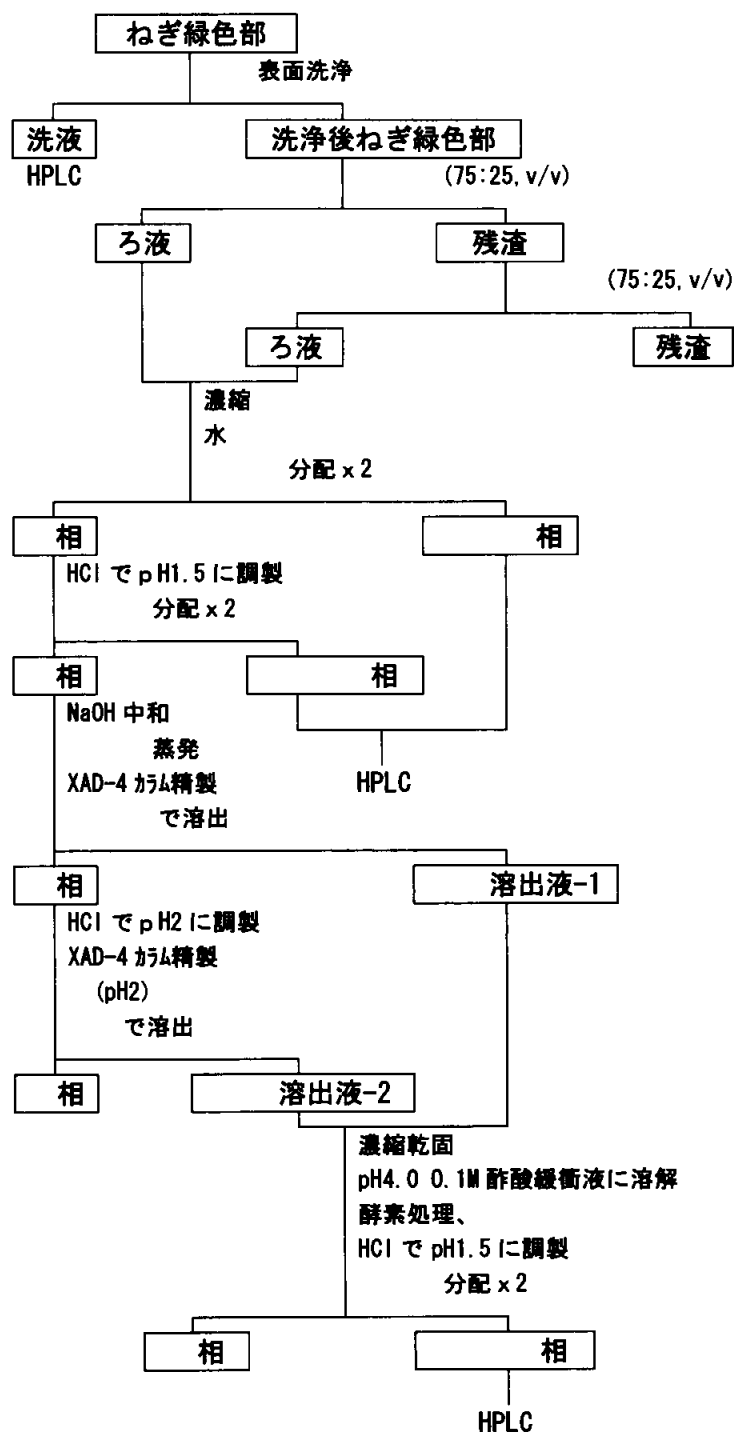 ねぎ緑色部
表面洗浄
洗液
洗浄後ねぎ緑色部
HPLC
(75:25, v/v)
ろ液
残渣
(75:25, v/v)
ろ液
残渣
濃縮
水
分配 x 2
相
相
HCl で pH1.5 に調製
分配 x 2
相
相
NaOH 中和
蒸発
XAD-4 カラム精製
で溶出
HPLC
相
溶出液-1
HCl で pH2 に調製
XAD-4 カラム精製
(pH2)
で溶出
相
溶出液-2
濃縮乾固
pH4.0 0.1M 酢酸緩衝液に溶解
酵素処理、
HCl で pH1.5 に調製
分配 x 2
相
相
HPLC